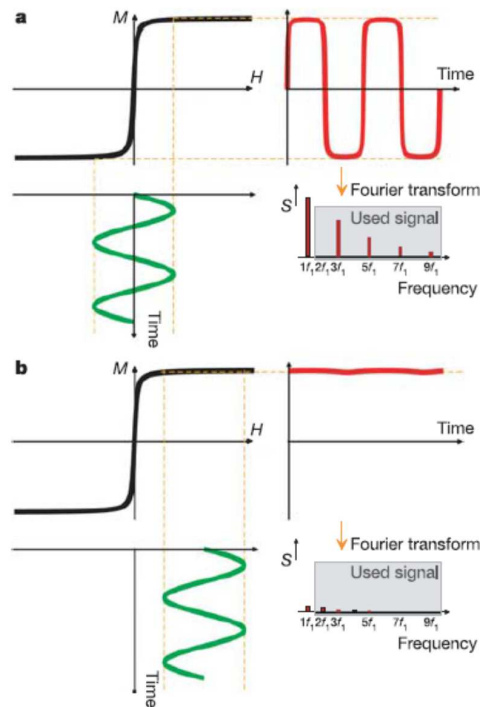 a
M
H
Time
Time
Fourier transform
S
Used signal
1f₁ 2f₁ 3f₁ 5f₁ 7f₁ 9f₁
Frequency
b
M
H
Time
Time
Fourier transform
S
Used signal
1f₁ 2f₁ 3f₁ 5f₁ 7f₁ 9f₁
Frequency